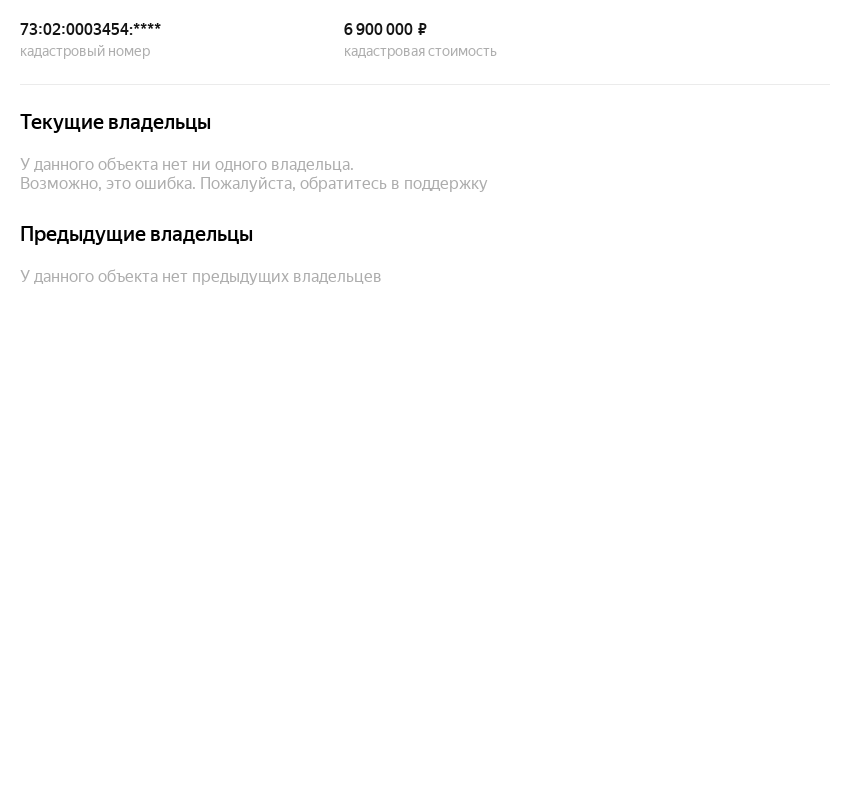 73:02:0003454:**** 6 900 000 ₽
кадастровый номер кадастровая стоимость
Текущие владельцы
У данного объекта нет ни одного владельца.
Возможно, это ошибка. Пожалуйста, обратитесь в поддержку
Предыдущие владельцы
У данного объекта нет предыдущих владельцев